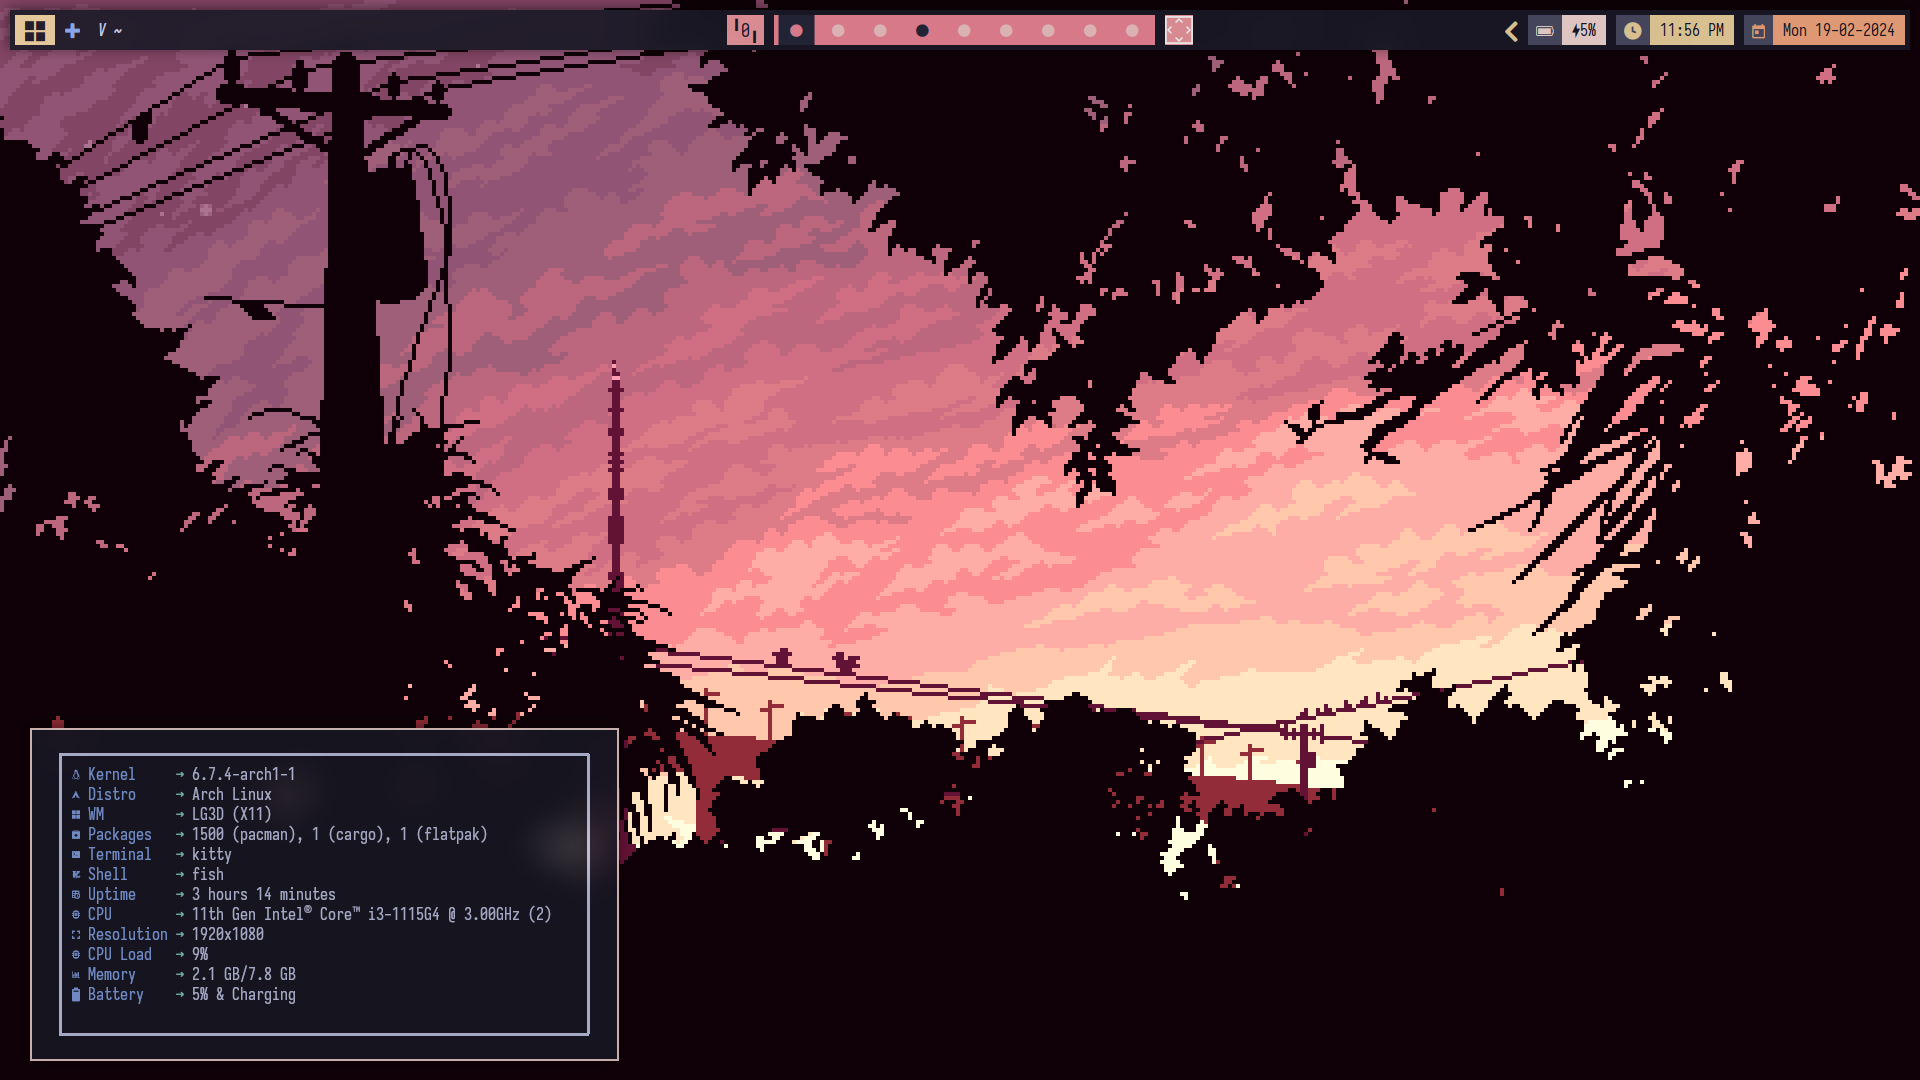 V ~
0
5%
11:56 PM
Mon 19-02-2024
Kernel → 6.7.4-arch1-1
Distro → Arch Linux
WM → LG3D (X11)
Packages → 1500 (pacman), 1 (cargo), 1 (flatpak)
Terminal → kitty
Shell → fish
Uptime → 3 hours 14 minutes
CPU → 11th Gen Intel® Core™ i3-1115G4 @ 3.00GHz (2)
Resolution → 1920x1080
CPU Load → 9%
Memory → 2.1 GB/7.8 GB
Battery → 5% & Charging